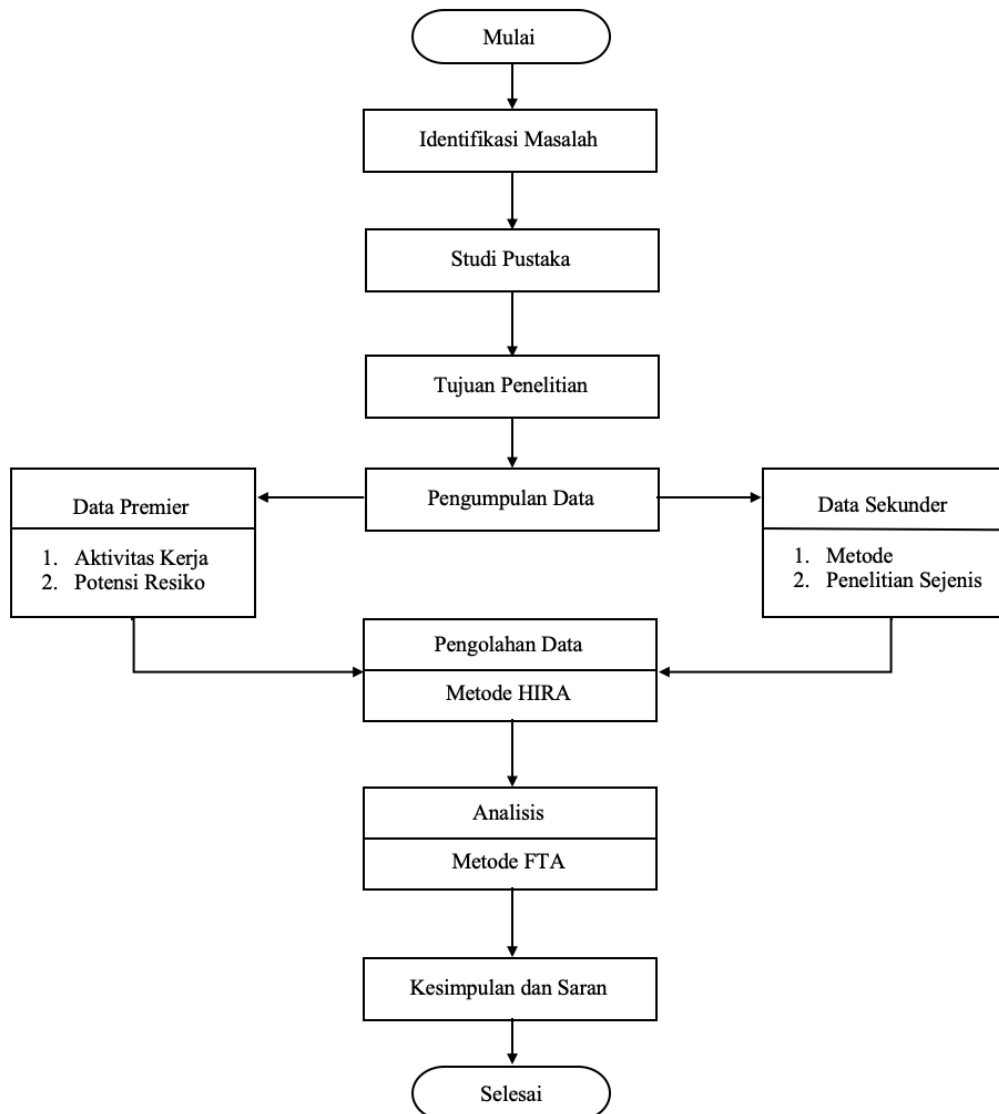 Mulai
Identifikasi Masalah
Studi Pustaka
Tujuan Penelitian
Pengumpulan Data
Data Premier
1. Aktivitas Kerja
2. Potensi Resiko
Data Sekunder
1. Metode
2. Penelitian Sejenis
Pengolahan Data
Metode HIRA
Analisis
Metode FTA
Kesimpulan dan Saran
Selesai